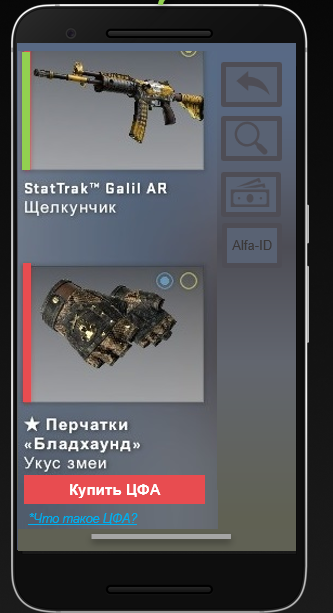 StatTrak™ Galil AR
Щелкунчик
Alfa-ID
★ Перчатки
«Бладхаунд»
Укус змеи
Купить ЦФА
*Что такое ЦФА?